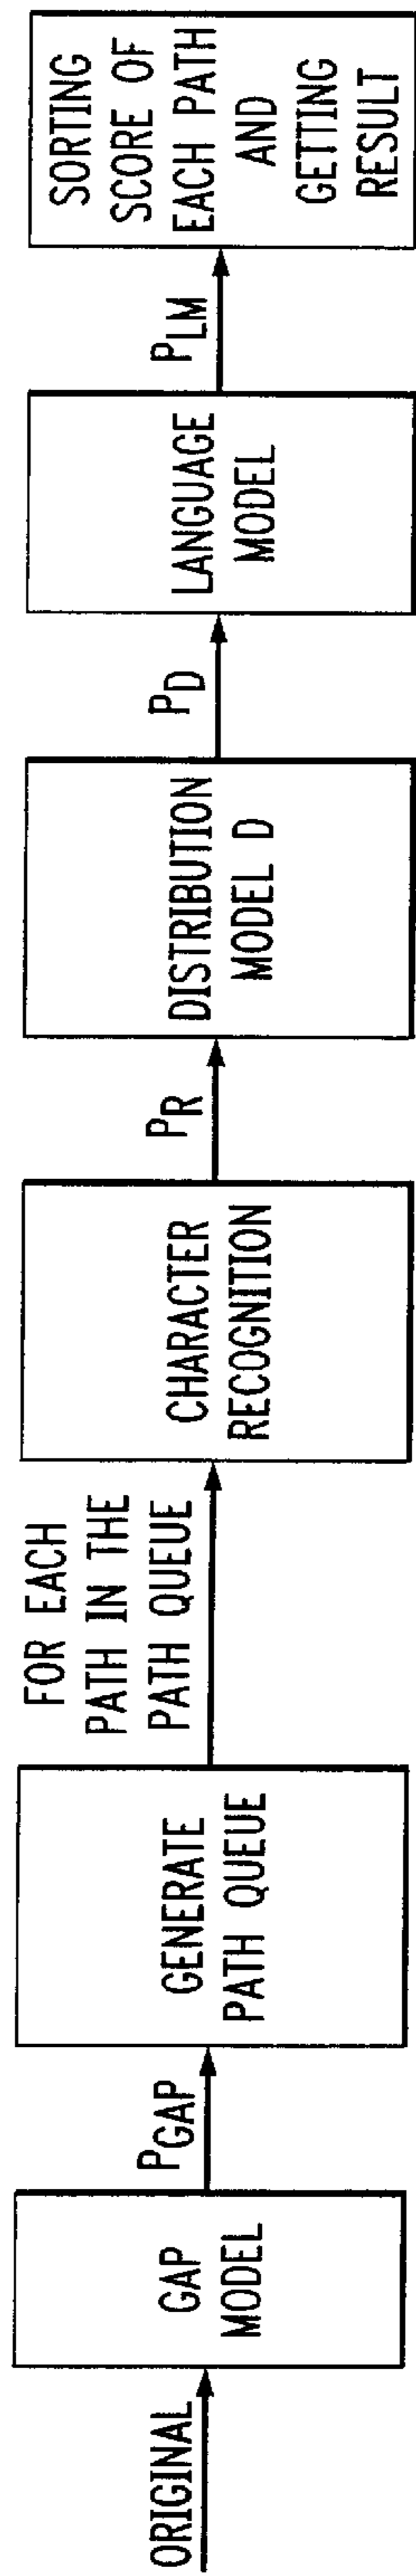 ORIGINAL
GAP
MODEL
PGAP
GENERATE
PATH QUEUE
FOR EACH
PATH IN THE
PATH QUEUE
CHARACTER
RECOGNITION
PR
DISTRIBUTION
MODEL D
PD
LANGUAGE
MODEL
PLM
SORTING
SCORE OF
EACH PATH
AND
GETTING
RESULT